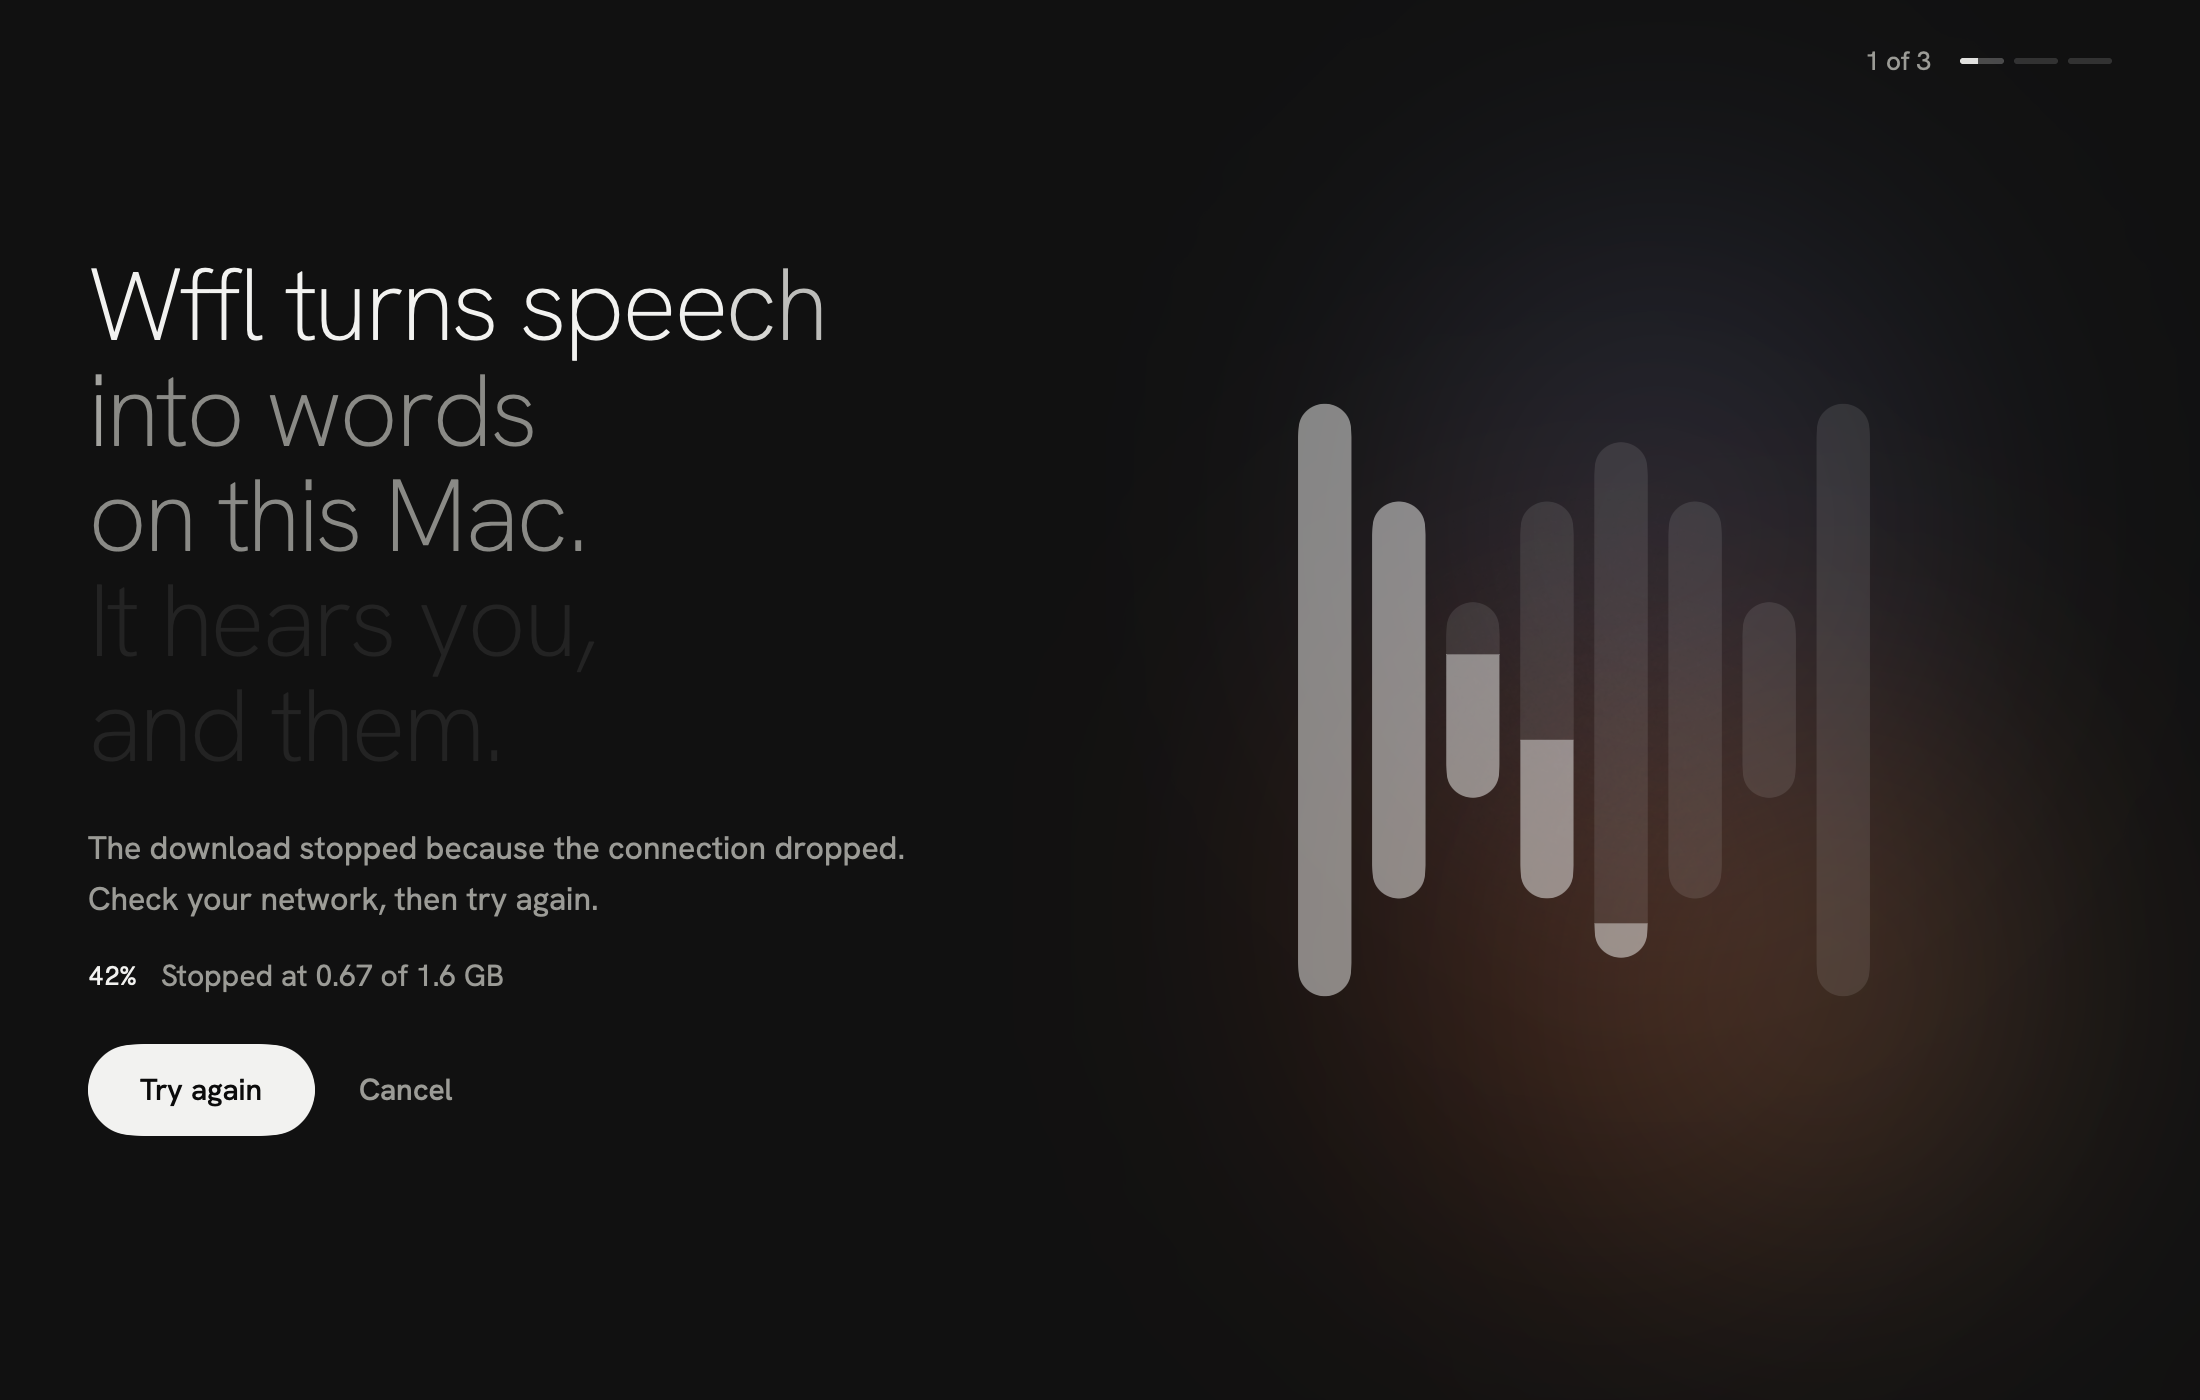 1 of 3
Wffl turns speech
into words
on this Mac.
It hears you,
and them.
The download stopped because the connection dropped.
Check your network, then try again.
42% Stopped at 0.67 of 1.6 GB
Try again Cancel